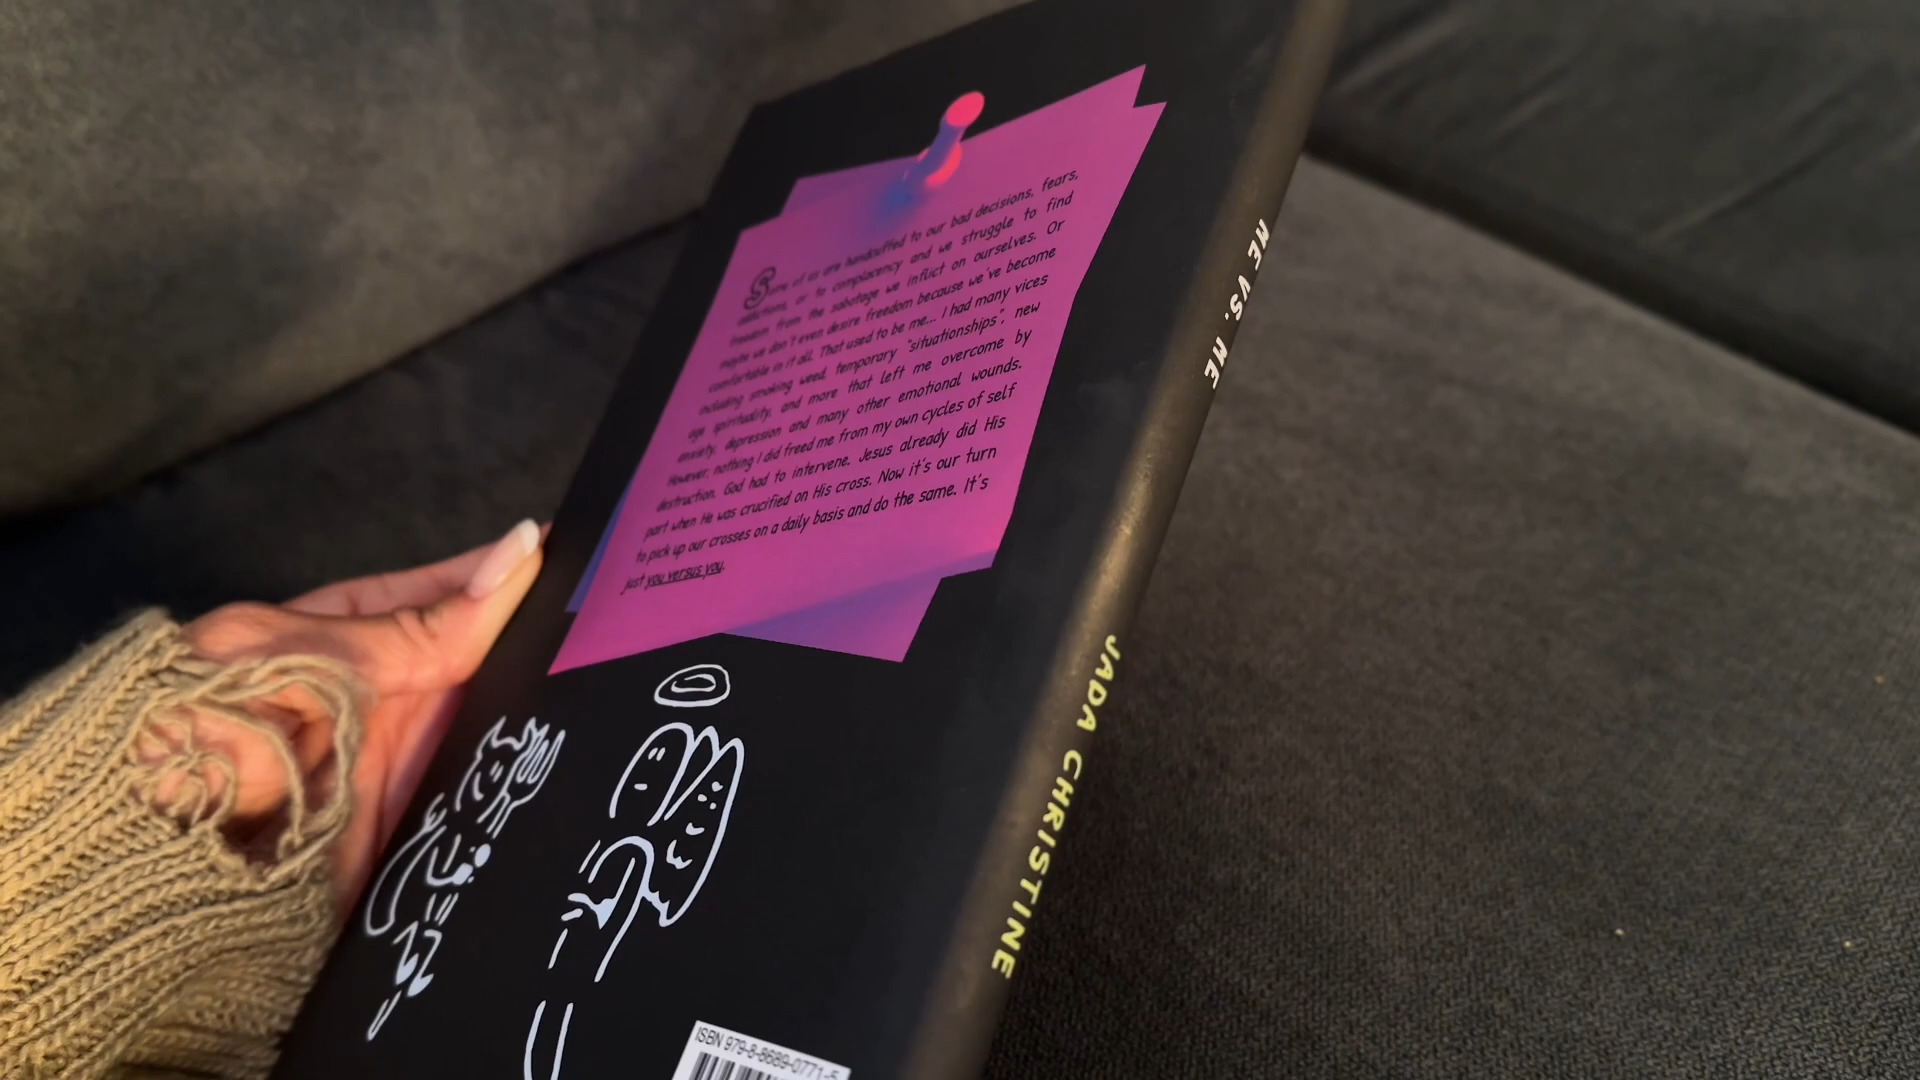 Some of us are handcuffed to our bad decisions, fears,
addictions, or to complacency and we struggle to find
freedom from the sabotage we inflict on ourselves. Or
maybe we don't even desire freedom because we've become
comfortable in it all. That used to be me... I had many vices
including smoking weed, temporary "situationships", new
age spirituality, and more that left me overcome by
anxiety, depression and many other emotional wounds.
However, nothing I did freed me from my own cycles of self
destruction. God had to intervene. Jesus already did His
part when He was crucified on His cross. Now it's our turn
to pick up our crosses on a daily basis and do the same. It's
just you versus you.
ME VS. ME
JADA CHRISTINE
ISBN 979-8-8689-0771-5